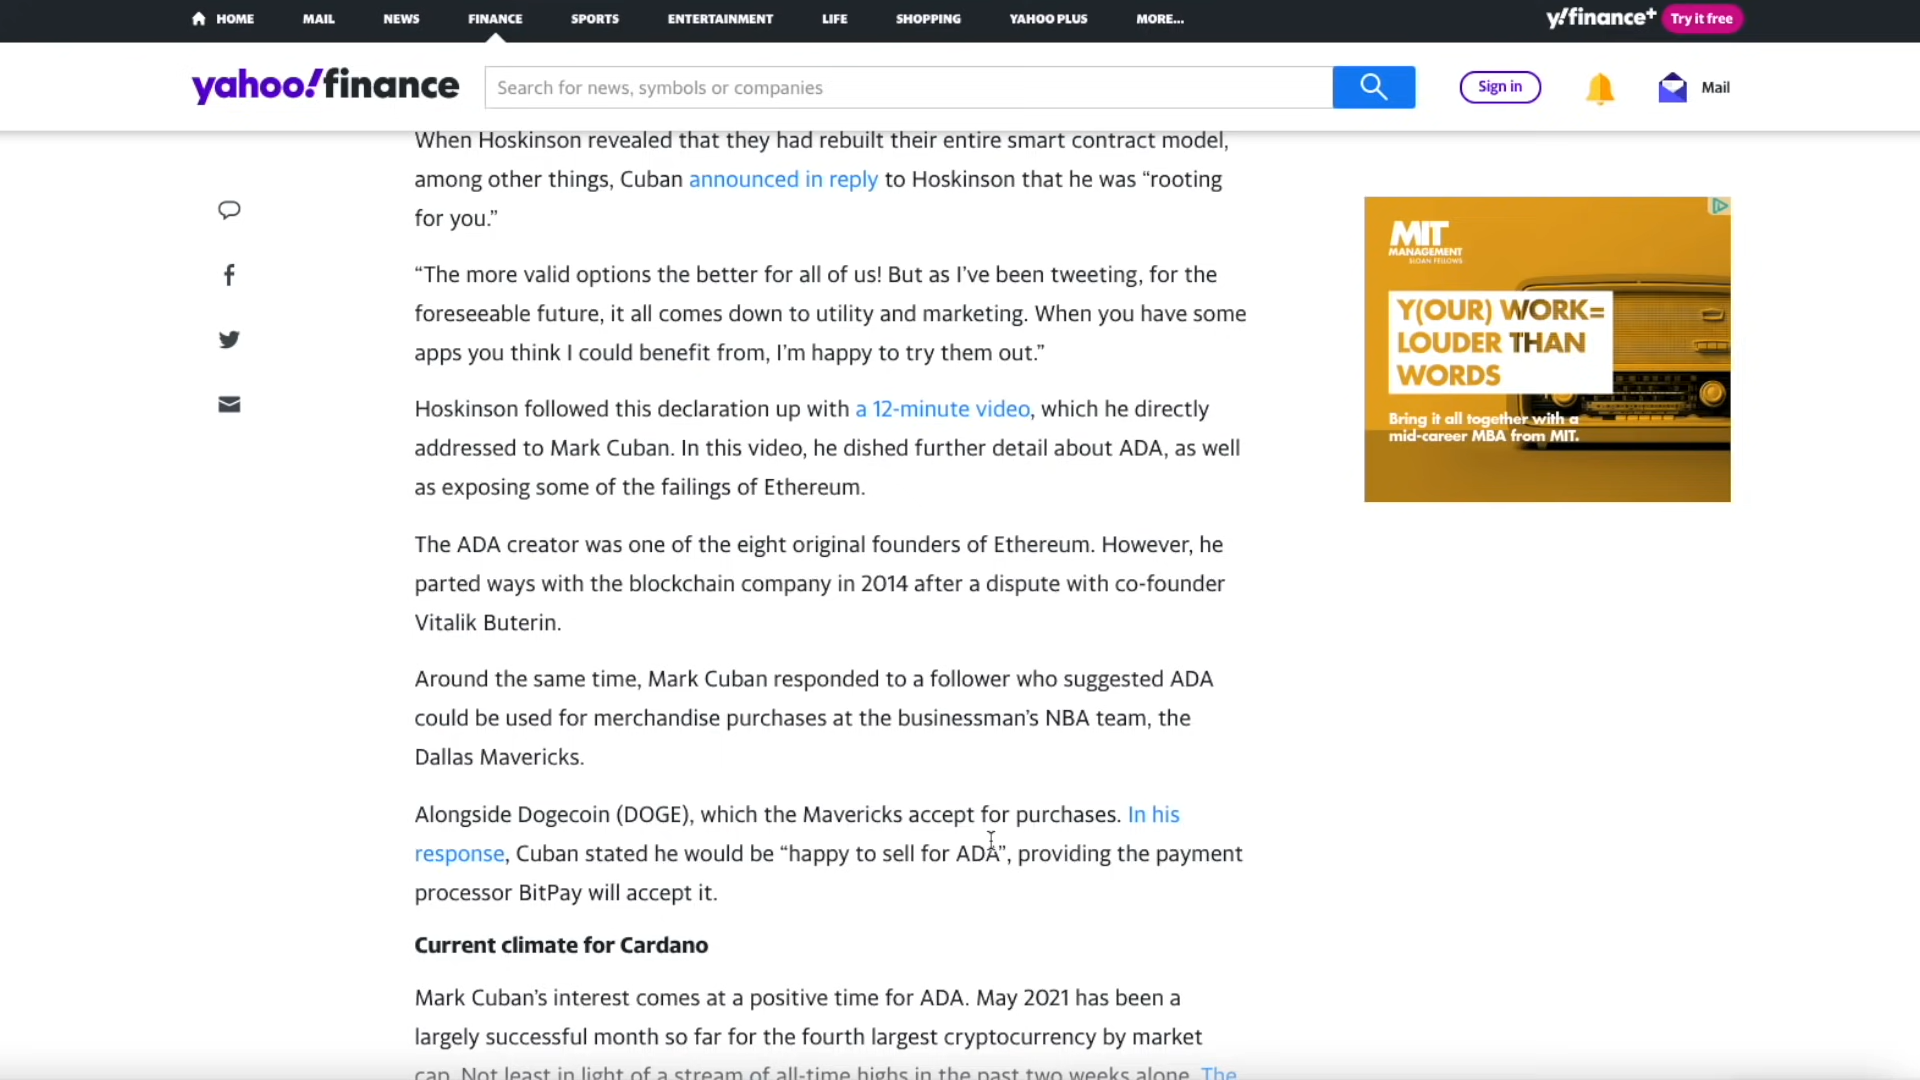 HOME MAIL NEWS FINANCE SPORTS ENTERTAINMENT LIFE SHOPPING YAHOO PLUS MORE... y!finance+ Try it free
yahoo!finance Search for news, symbols or companies Sign in Mail
When Hoskinson revealed that they had rebuilt their entire smart contract model,
among other things, Cuban announced in reply to Hoskinson that he was “rooting
for you.”
“The more valid options the better for all of us! But as I’ve been tweeting, for the
foreseeable future, it all comes down to utility and marketing. When you have some
apps you think I could benefit from, I’m happy to try them out.”
Hoskinson followed this declaration up with a 12-minute video, which he directly
addressed to Mark Cuban. In this video, he dished further detail about ADA, as well
as exposing some of the failings of Ethereum.
The ADA creator was one of the eight original founders of Ethereum. However, he
parted ways with the blockchain company in 2014 after a dispute with co-founder
Vitalik Buterin.
Around the same time, Mark Cuban responded to a follower who suggested ADA
could be used for merchandise purchases at the businessman’s NBA team, the
Dallas Mavericks.
Alongside Dogecoin (DOGE), which the Mavericks accept for purchases. In his
response, Cuban stated he would be “happy to sell for ADA”, providing the payment
processor BitPay will accept it.
Current climate for Cardano
Mark Cuban’s interest comes at a positive time for ADA. May 2021 has been a
largely successful month so far for the fourth largest cryptocurrency by market
cap. Not least in light of a stream of all-time highs in the past two weeks alone. The
MIT
MANAGEMENT
SLOAN FELLOWS
Y(OUR) WORK=
LOUDER THAN
WORDS
Bring it all together with a
mid-career MBA from MIT.